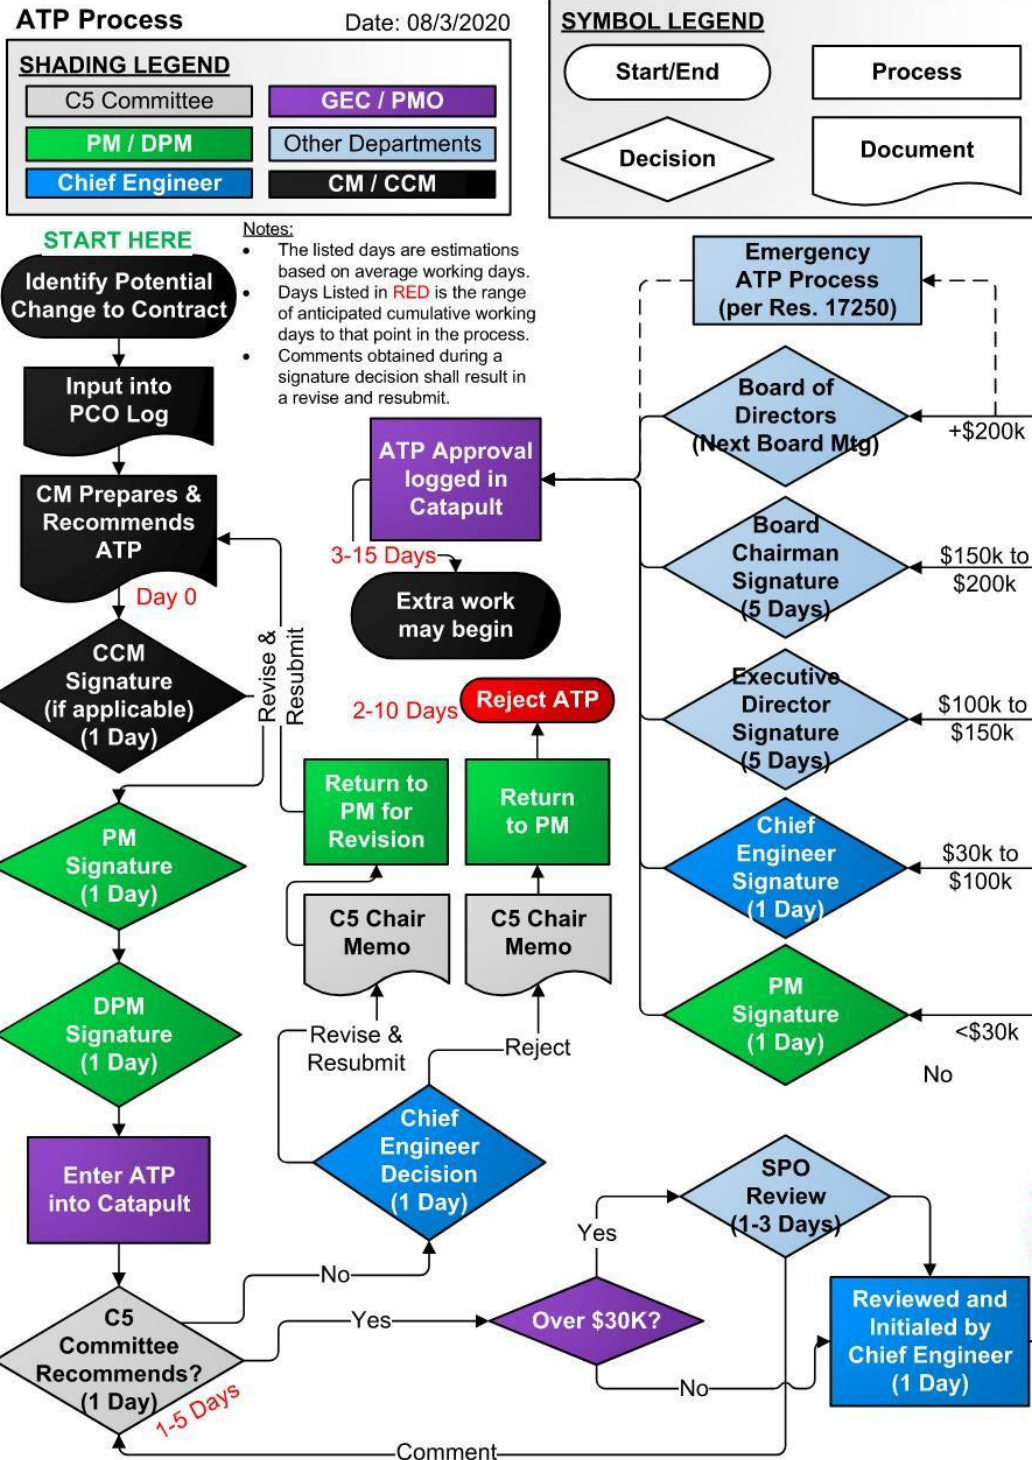 ATP Process
Date: 08/3/2020
SHADING LEGEND
C5 Committee
GEC / PMO
PM / DPM
Other Departments
Chief Engineer
CM / CCM
SYMBOL LEGEND
Start/End
Process
Decision
Document
START HERE
Identify Potential
Change to Contract
Notes:
• The listed days are estimations
based on average working days.
• Days Listed in RED is the range
of anticipated cumulative working
days to that point in the process.
• Comments obtained during a
signature decision shall result in
a revise and resubmit.
Input into
PCO Log
CM Prepares &
Recommends
ATP
Day 0
CCM
Signature
(if applicable)
(1 Day)
Revise &
Resubmit
PM
Signature
(1 Day)
DPM
Signature
(1 Day)
Enter ATP
into Catapult
C5
Committee
Recommends?
(1 Day)
1-5 Days
No
Yes
Comment
Chief
Engineer
Decision
(1 Day)
Revise &
Resubmit
Reject
C5 Chair
Memo
C5 Chair
Memo
Return to
PM for
Revision
Return
to PM
2-10 Days
Reject ATP
Over $30K?
Yes
No
SPO
Review
(1-3 Days)
Reviewed and
Initialed by
Chief Engineer
(1 Day)
No
<$30k
PM
Signature
(1 Day)
$30k to
$100k
Chief
Engineer
Signature
(1 Day)
$100k to
$150k
Executive
Director
Signature
(5 Days)
$150k to
$200k
Board
Chairman
Signature
(5 Days)
+$200k
Board of
Directors
(Next Board Mtg)
Emergency
ATP Process
(per Res. 17250)
ATP Approval
logged in
Catapult
3-15 Days
Extra work
may begin